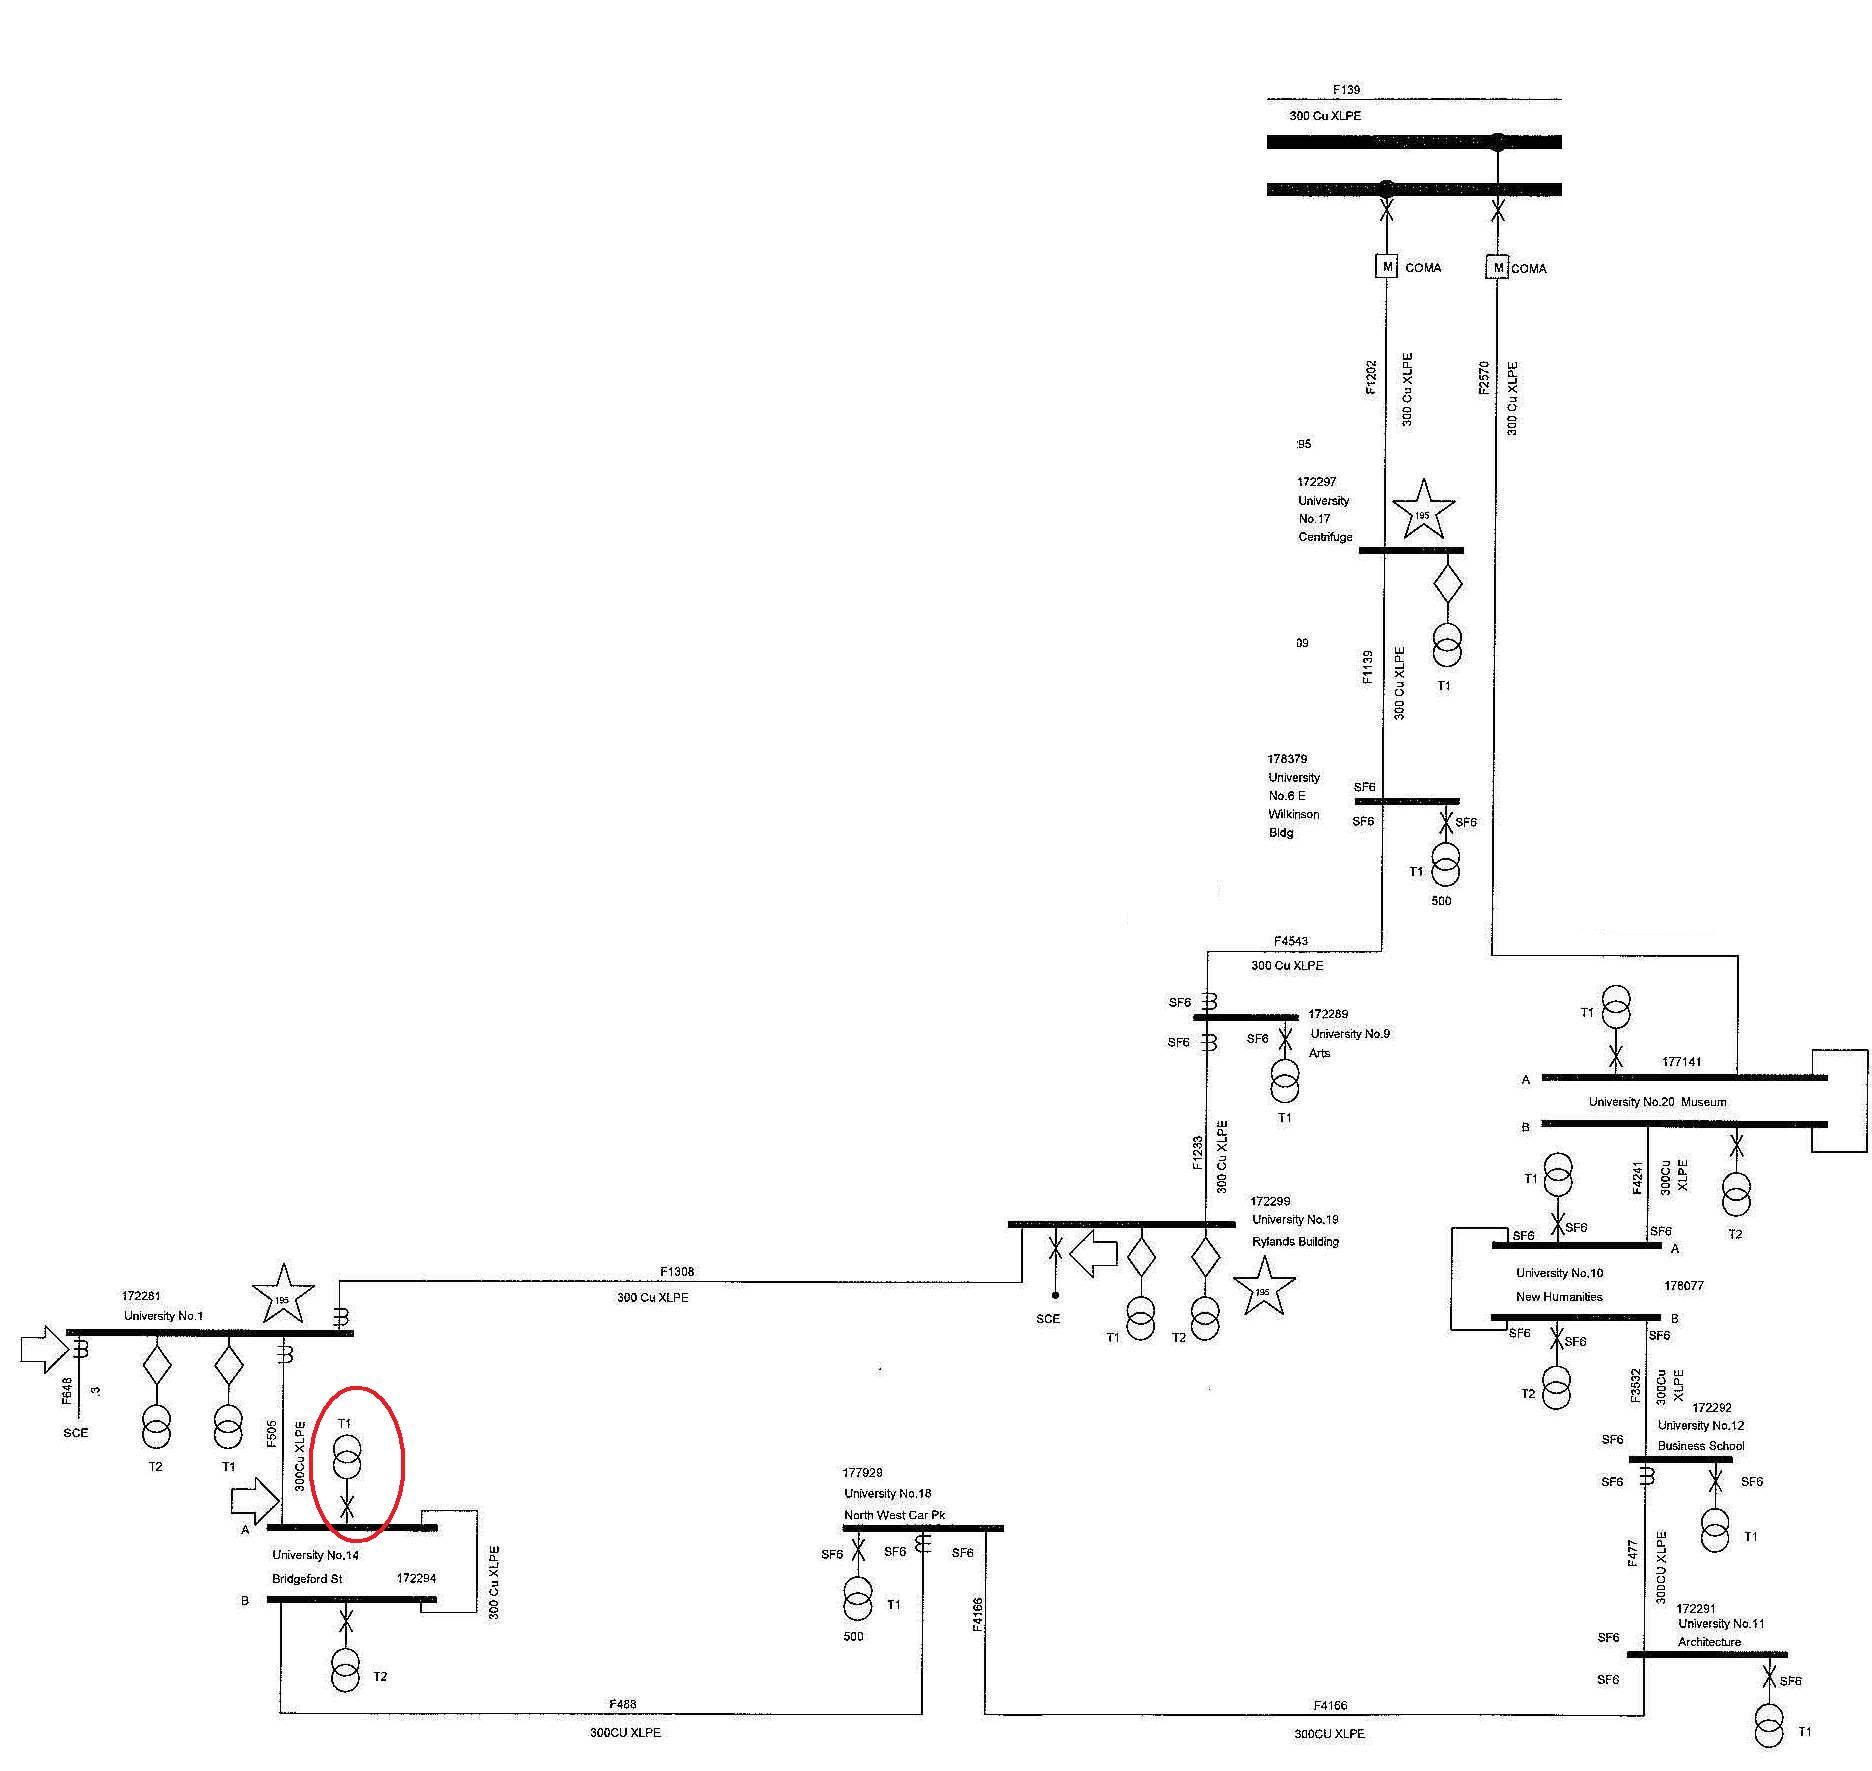 F139
300 Cu XLPE
M COMA
M COMA
F1202
300 Cu XLPE
F2570
300 Cu XLPE
172297
University
No.17
Centrifuge
195
T1
F1139
300 Cu XLPE
178379
University
No.6 E
Wilkinson
Bldg
SF6
SF6
SF6
T1
500
F4543
300 Cu XLPE
SF6
SF6
SF6
172289
University No.9
Arts
T1
F1233
300 Cu XLPE
T1
177141
A
University No.20 Museum
B
T1
F4241
300Cu
XLPE
T2
SF6
SF6
SF6
A
University No.10
New Humanities
178077
B
SF6
SF6
SF6
T2
F3532
300Cu
XLPE
172299
University No.19
Rylands Building
195
SCE
T1
T2
F1308
300 Cu XLPE
172281
University No.1
195
F648
.3
SCE
T2
T1
F505
300Cu XLPE
T1
A
University No.14
Bridgeford St
172294
B
300 Cu XLPE
T2
177929
University No.18
North West Car Pk
SF6
SF6
SF6
T1
500
F4166
F488
300CU XLPE
172292
University No.12
Business School
SF6
SF6
SF6
T1
F477
300CU XLPE
172291
University No.11
Architecture
SF6
SF6
SF6
T1
F4166
300CU XLPE